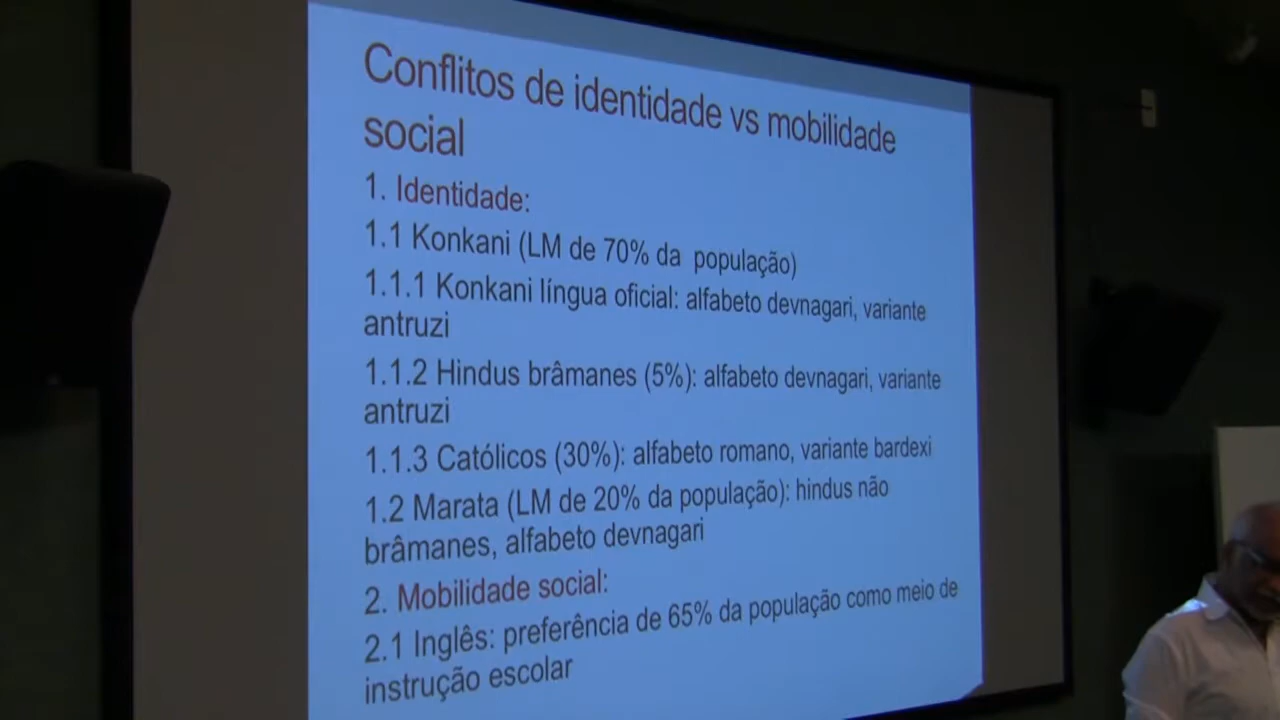 Conflitos de identidade vs mobilidade
social
1. Identidade:
1.1 Konkani (LM de 70% da população)
1.1.1 Konkani língua oficial: alfabeto devnagari, variante
antruzi
1.1.2 Hindus brâmanes (5%): alfabeto devnagari, variante
antruzi
1.1.3 Católicos (30%): alfabeto romano, variante bardexi
1.2 Marata (LM de 20% da população): hindus não
brâmanes, alfabeto devnagari
2. Mobilidade social:
2.1 Inglês: preferência de 65% da população como meio de
instrução escolar